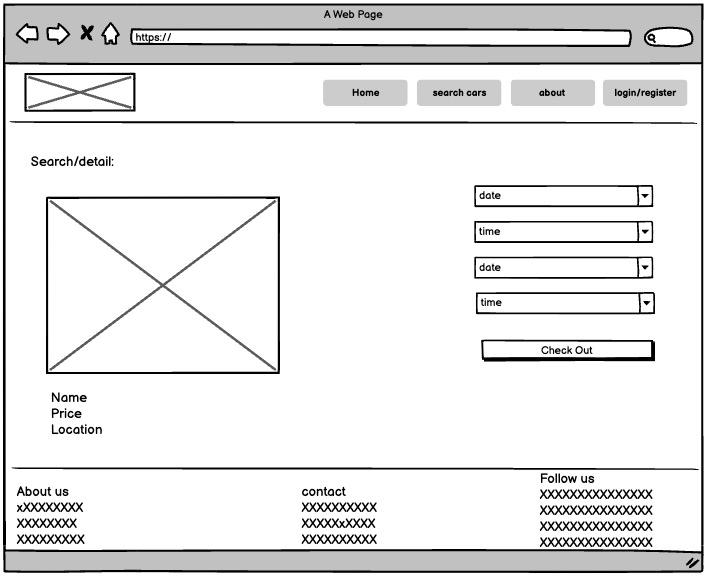 A Web Page
https://
Home
search cars
about
login/register
Search/detail:
date
time
date
time
Check Out
Name
Price
Location
About us
xXXXXXXXX
XXXXXXXX
XXXXXXXXX
contact
XXXXXXXXXX
XXXXXxXXXX
XXXXXXXXXX
Follow us
XXXXXXXXXXXXXXX
XXXXXXXXXXXXXXX
XXXXXXXXXXXXXXX
XXXXXXXXXXXXXXX